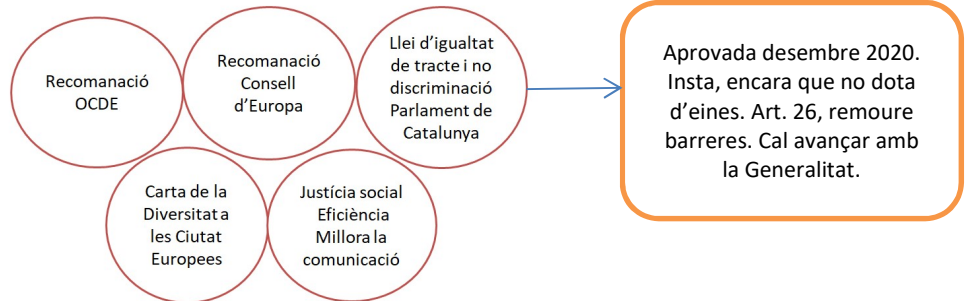 Recomanació
OCDE
Recomanació
Consell
d’Europa
Llei d’igualtat
de tracte i no
discriminació
Parlament de
Catalunya
Aprovada desembre 2020.
Insta, encara que no dota
d’eines. Art. 26, remoure
barreres. Cal avançar amb
la Generalitat.
Carta de la
Diversitat a
les Ciutat
Europees
Justícia social
Eficiència
Millora la
comunicació